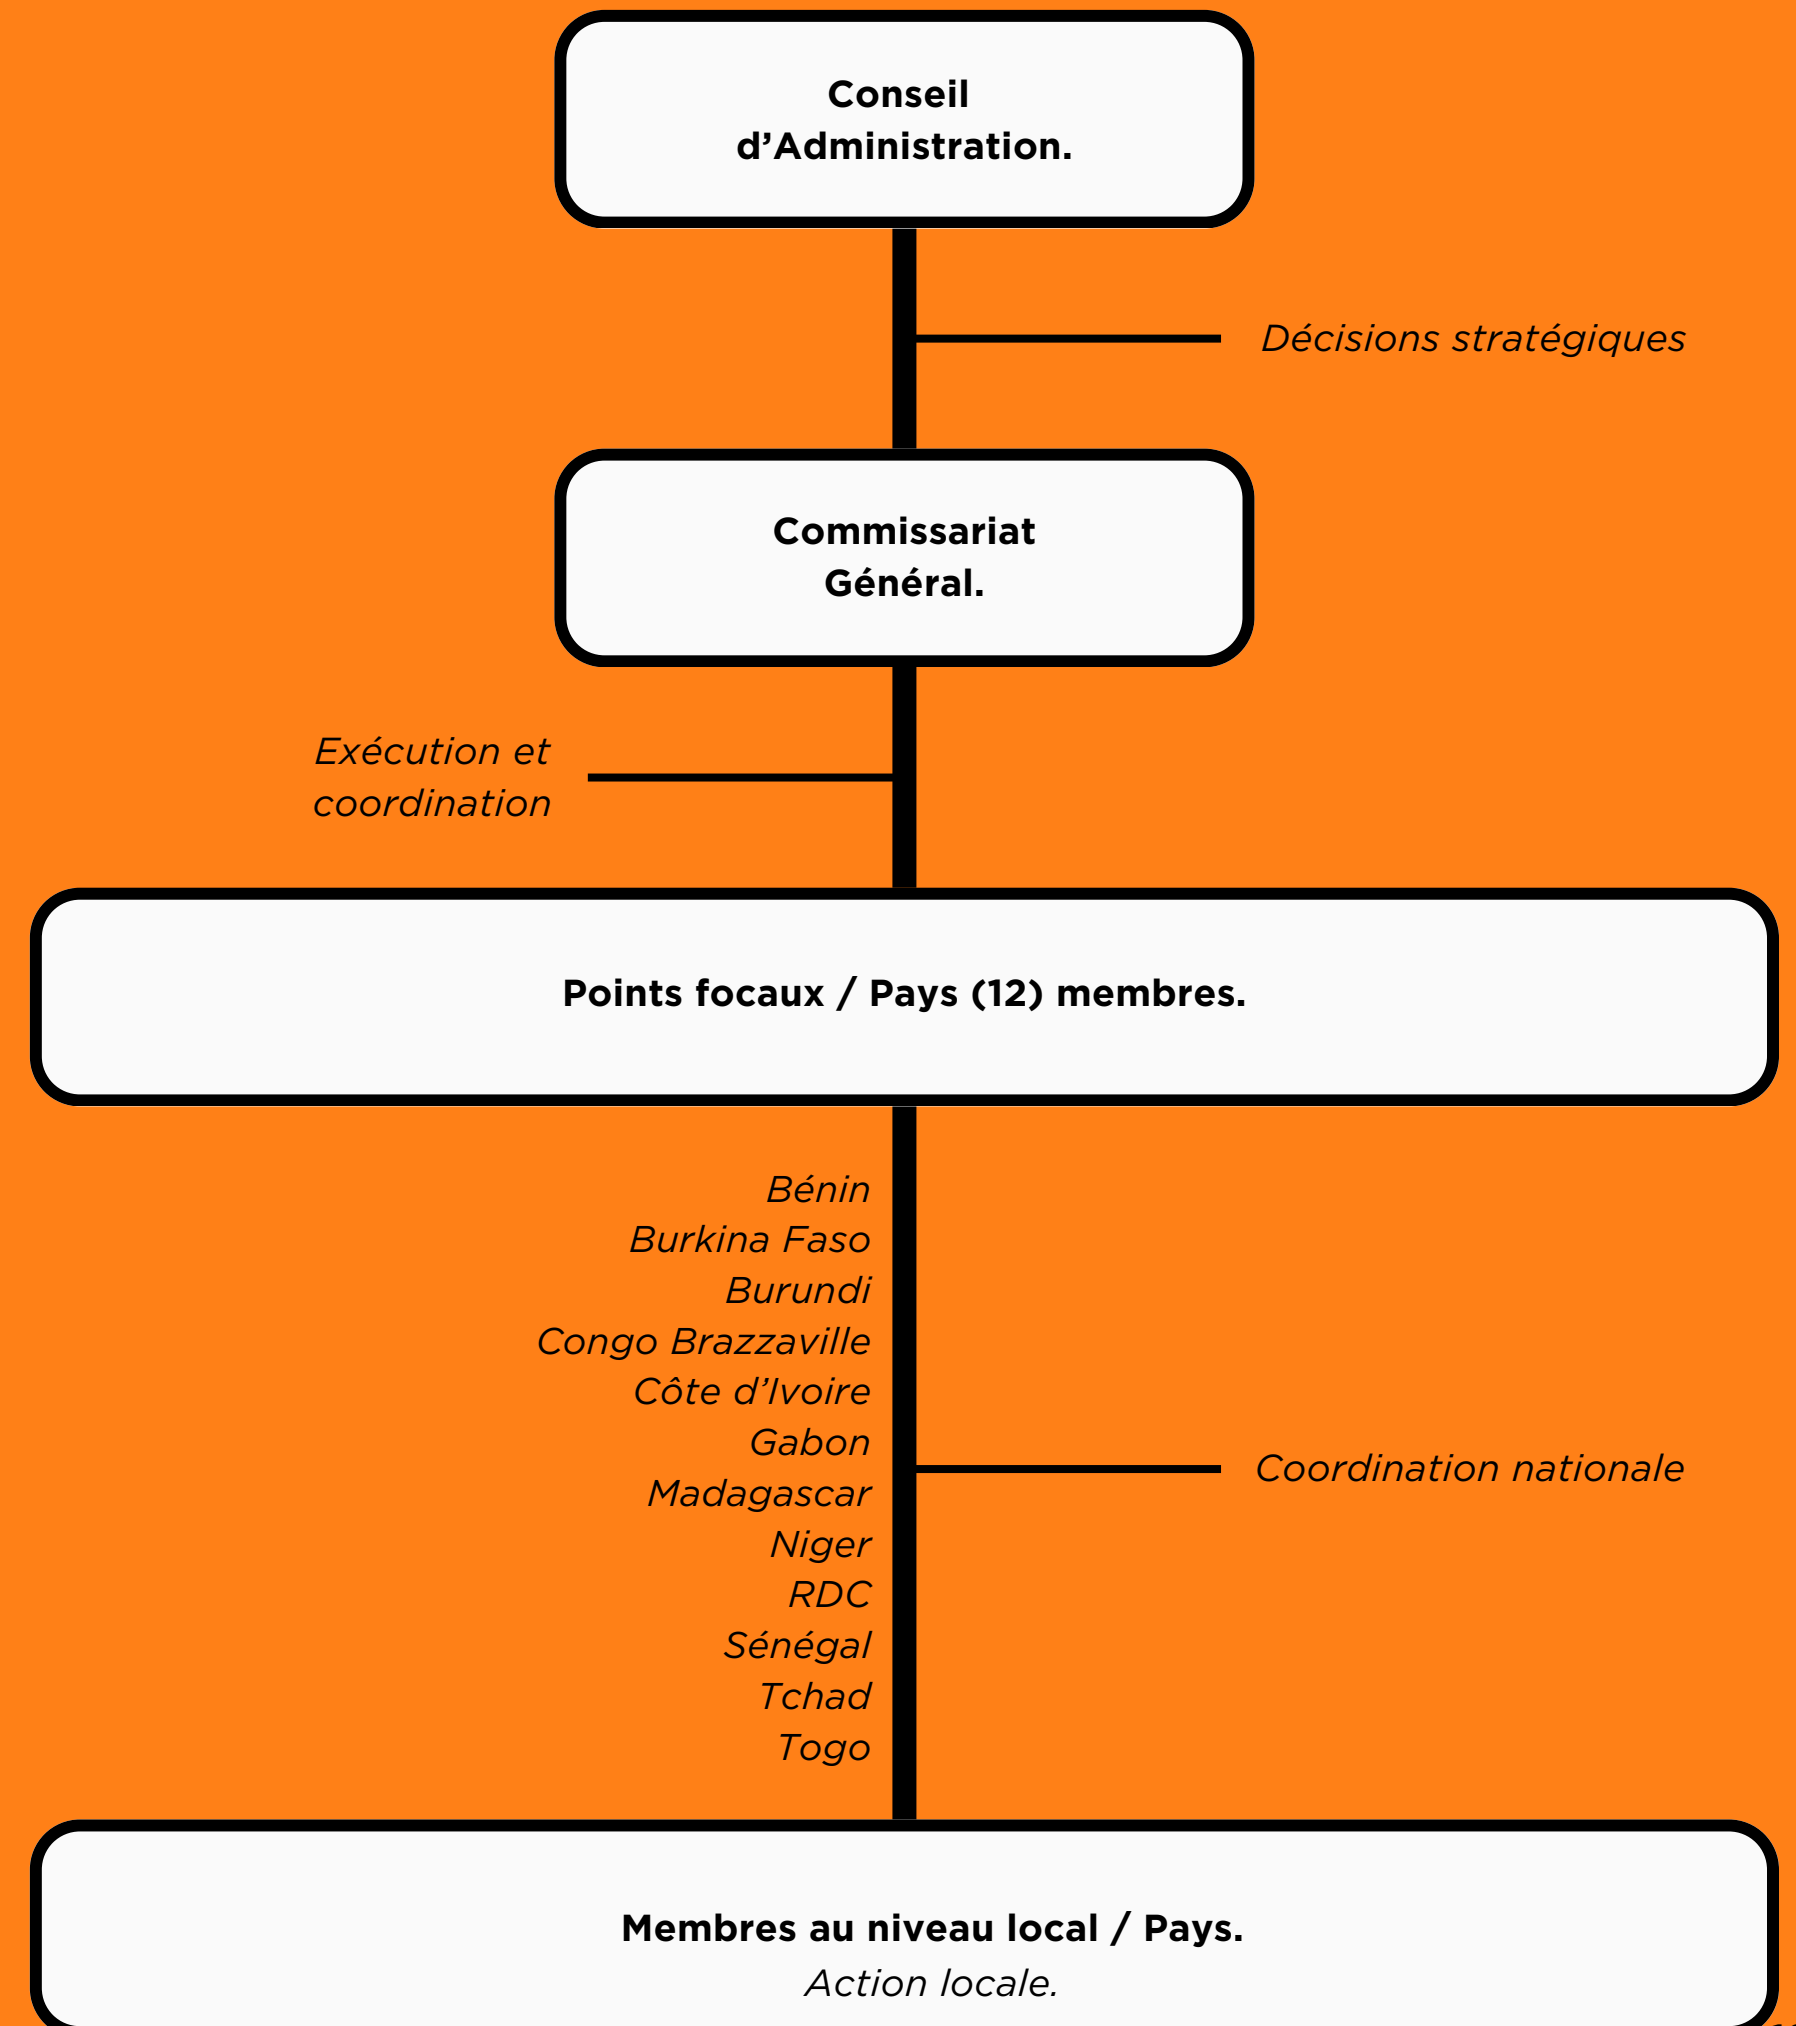 Conseil
d’Administration.
Décisions stratégiques
Commissariat
Général.
Exécution et
coordination
Points focaux / Pays (12) membres.
Bénin
Burkina Faso
Burundi
Congo Brazzaville
Côte d’Ivoire
Gabon
Coordination nationale
Madagascar
Niger
RDC
Sénégal
Tchad
Togo
Membres au niveau local / Pays.
Action locale.